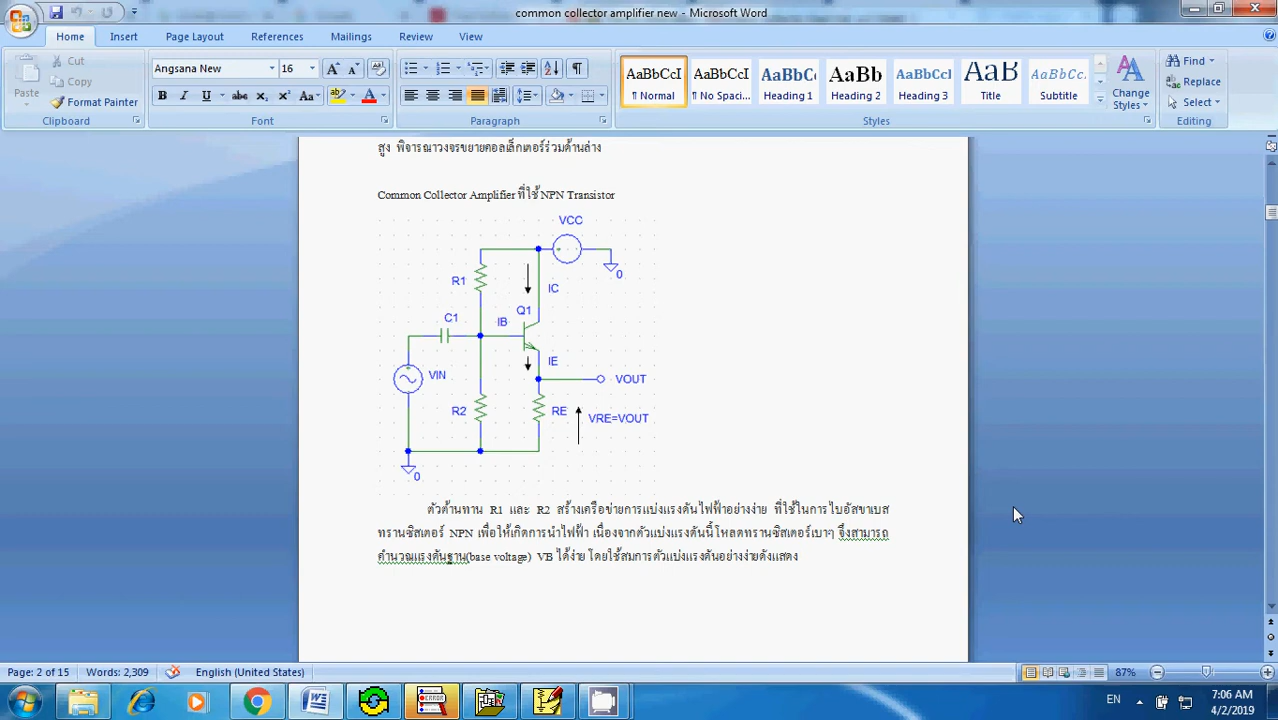 common collector amplifier new - Microsoft Word
Home Insert Page Layout References Mailings Review View
Paste
Cut
Copy
Format Painter
Clipboard
Angsana New 16
B I U abc x₂ x² Aa
Font
Paragraph
AaBbCcI AaBbCcI AaBbC AaBb AaBbCcI AaB AaBbCc.
¶ Normal ¶ No Spaci... Heading 1 Heading 2 Heading 3 Title Subtitle
Change Styles
Styles
Find
Replace
Select
Editing
สูง พิจารณาวงจรขยายคอลเล็กเตอร์ร่วมด้านล่าง
Common Collector Amplifier ที่ใช้ NPN Transistor
VCC
0
R1
IC
Q1
C1
IB
IE
VIN
VOUT
R2
RE
VRE=VOUT
0
ตัวต้านทาน R1 และ R2 สร้างเครือข่ายการแบ่งแรงดันไฟฟ้าอย่างง่าย ที่ใช้ในการไบอัสขาเบส
ทรานซิสเตอร์ NPN เพื่อให้เกิดการนำไฟฟ้า เนื่องจากตัวแบ่งแรงดันนี้โหลดทรานซิสเตอร์เบาๆ จึงสามารถ
คำนวณแรงดันฐาน(base voltage) VB ได้ง่าย โดยใช้สมการตัวแบ่งแรงดันอย่างง่ายดังแสดง
Page: 2 of 15 Words: 2,309 English (United States) 87%
EN
7:06 AM
4/2/2019